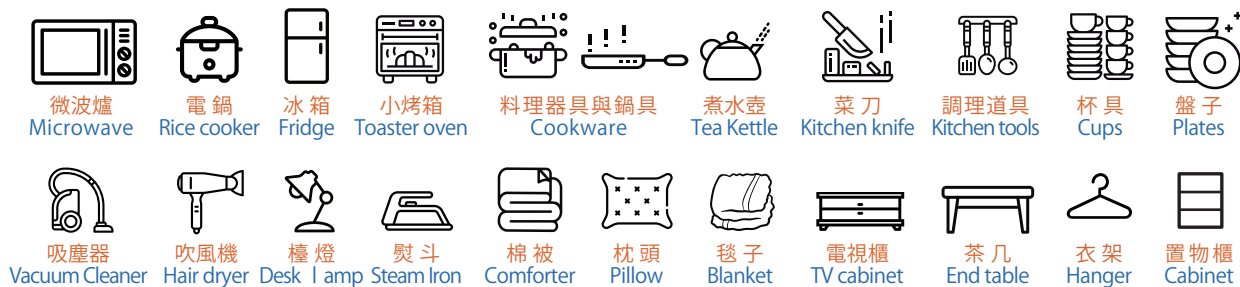 微波爐 電鍋 冰箱 小烤箱 料理器具與鍋具 煮水壺 菜刀 調理道具 杯具 盤子
Microwave Rice cooker Fridge Toaster oven Cookware Tea Kettle Kitchen knife Kitchen tools Cups Plates
吸塵器 吹風機 檯燈 熨斗 棉被 枕頭 毯子 電視櫃 茶几 衣架 置物櫃
Vacuum Cleaner Hair dryer Desk l amp Steam Iron Comforter Pillow Blanket TV cabinet End table Hanger Cabinet